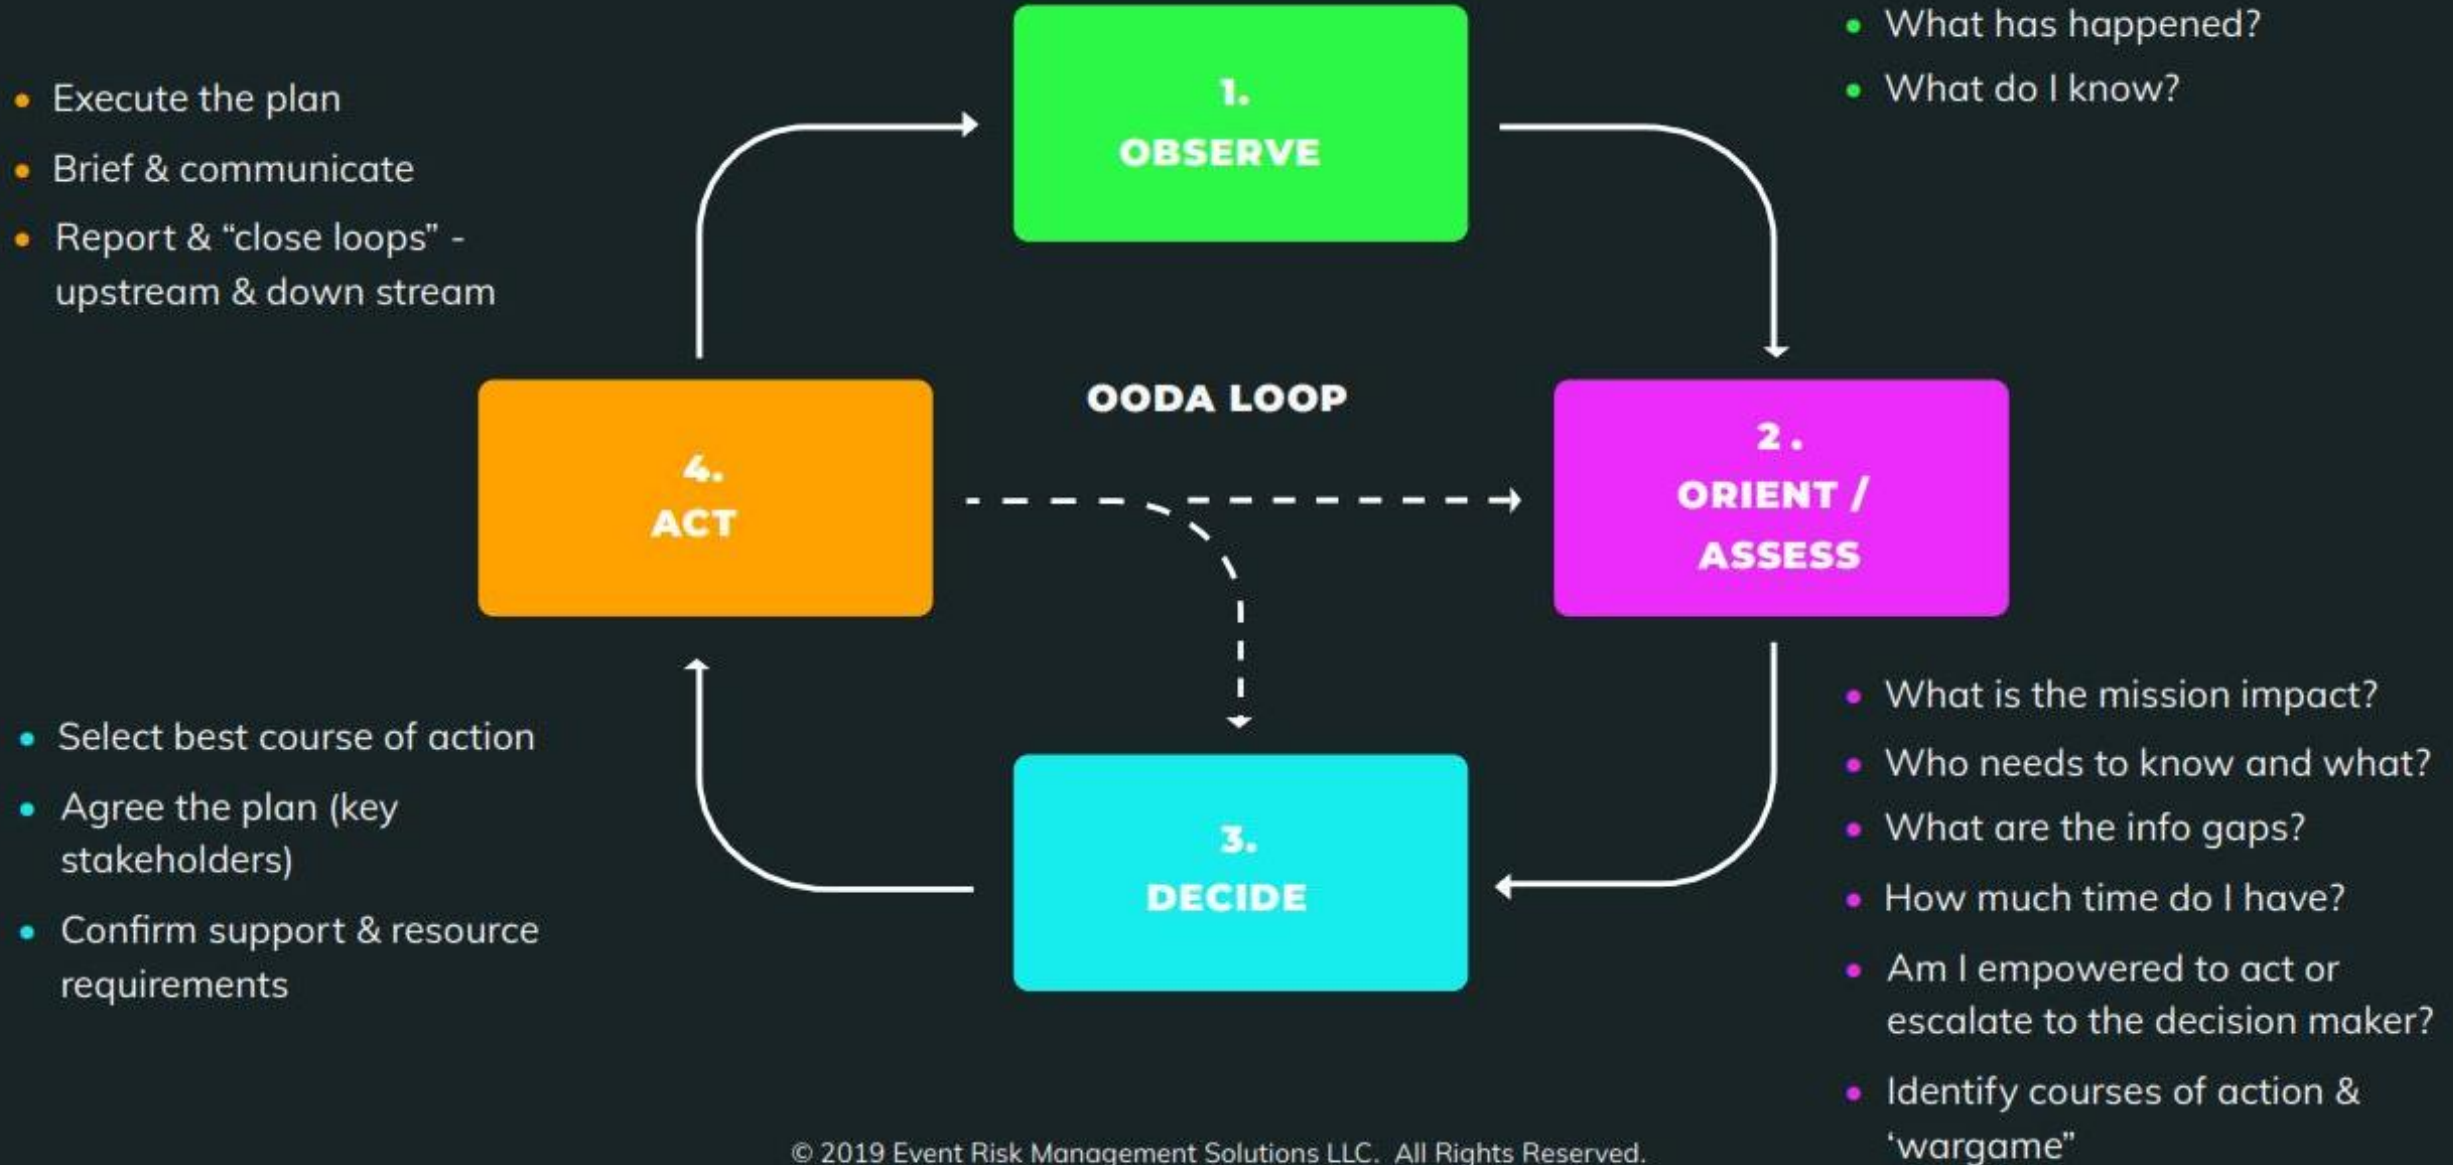 1.
OBSERVE
• What has happened?
• What do I know?
• Execute the plan
• Brief & communicate
• Report & “close loops” -
upstream & down stream
OODA LOOP
2 .
ORIENT /
ASSESS
• What is the mission impact?
• Who needs to know and what?
• What are the info gaps?
• How much time do I have?
• Am I empowered to act or
escalate to the decision maker?
• Identify courses of action &
‘wargame”
3.
DECIDE
• Select best course of action
• Agree the plan (key
stakeholders)
• Confirm support & resource
requirements
4.
ACT
© 2019 Event Risk Management Solutions LLC. All Rights Reserved.